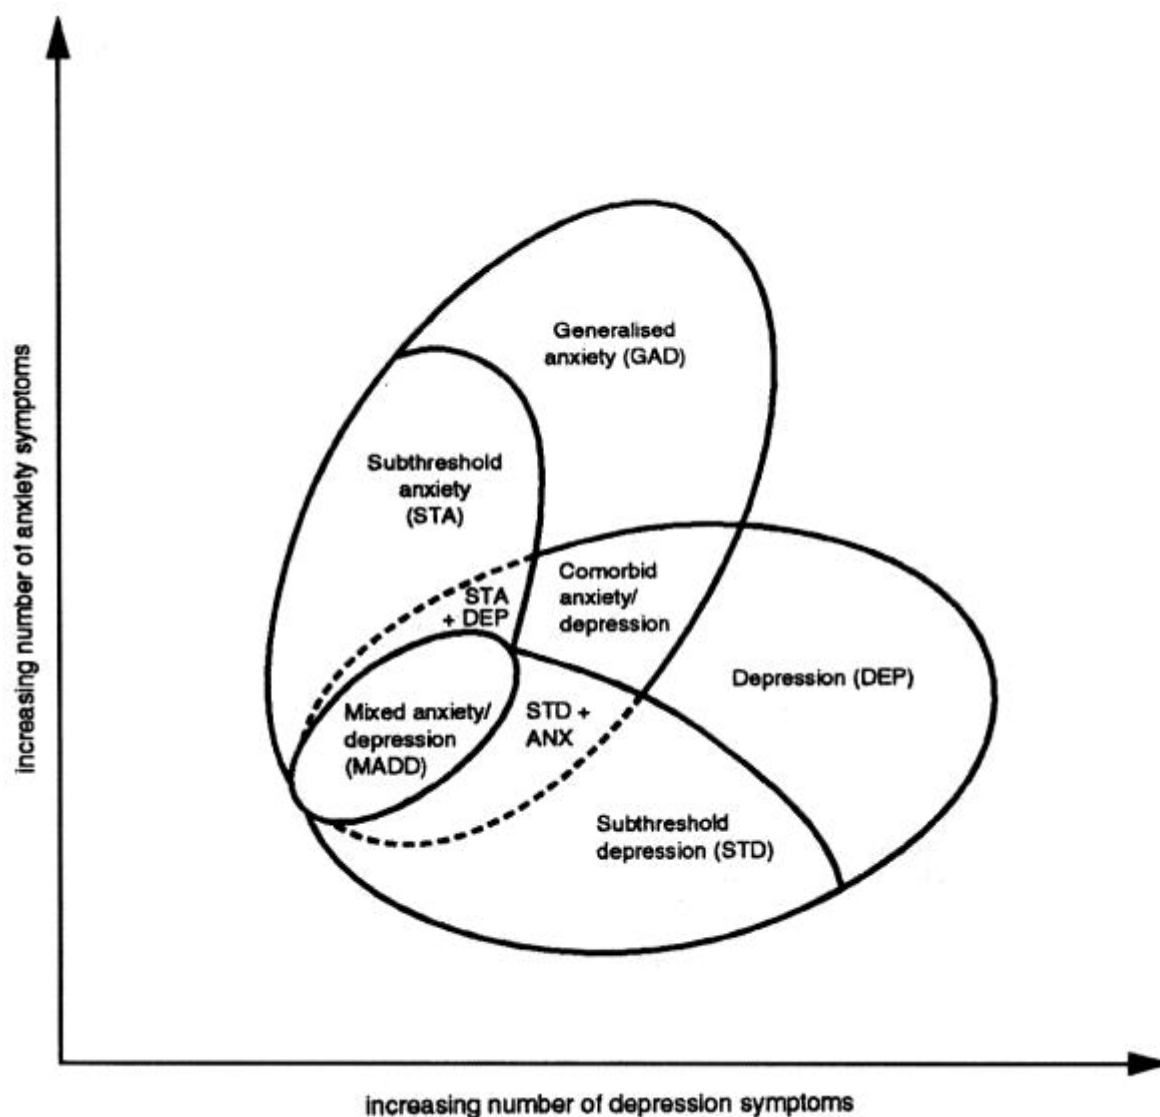 increasing number of anxiety symptoms
Generalised
anxiety (GAD)
Subthreshold
anxiety
(STA)
Comorbid
anxiety/
depression
STA
+ DEP
Depression (DEP)
Mixed anxiety/
depression
(MADD)
STD +
ANX
Subthreshold
depression (STD)
increasing number of depression symptoms